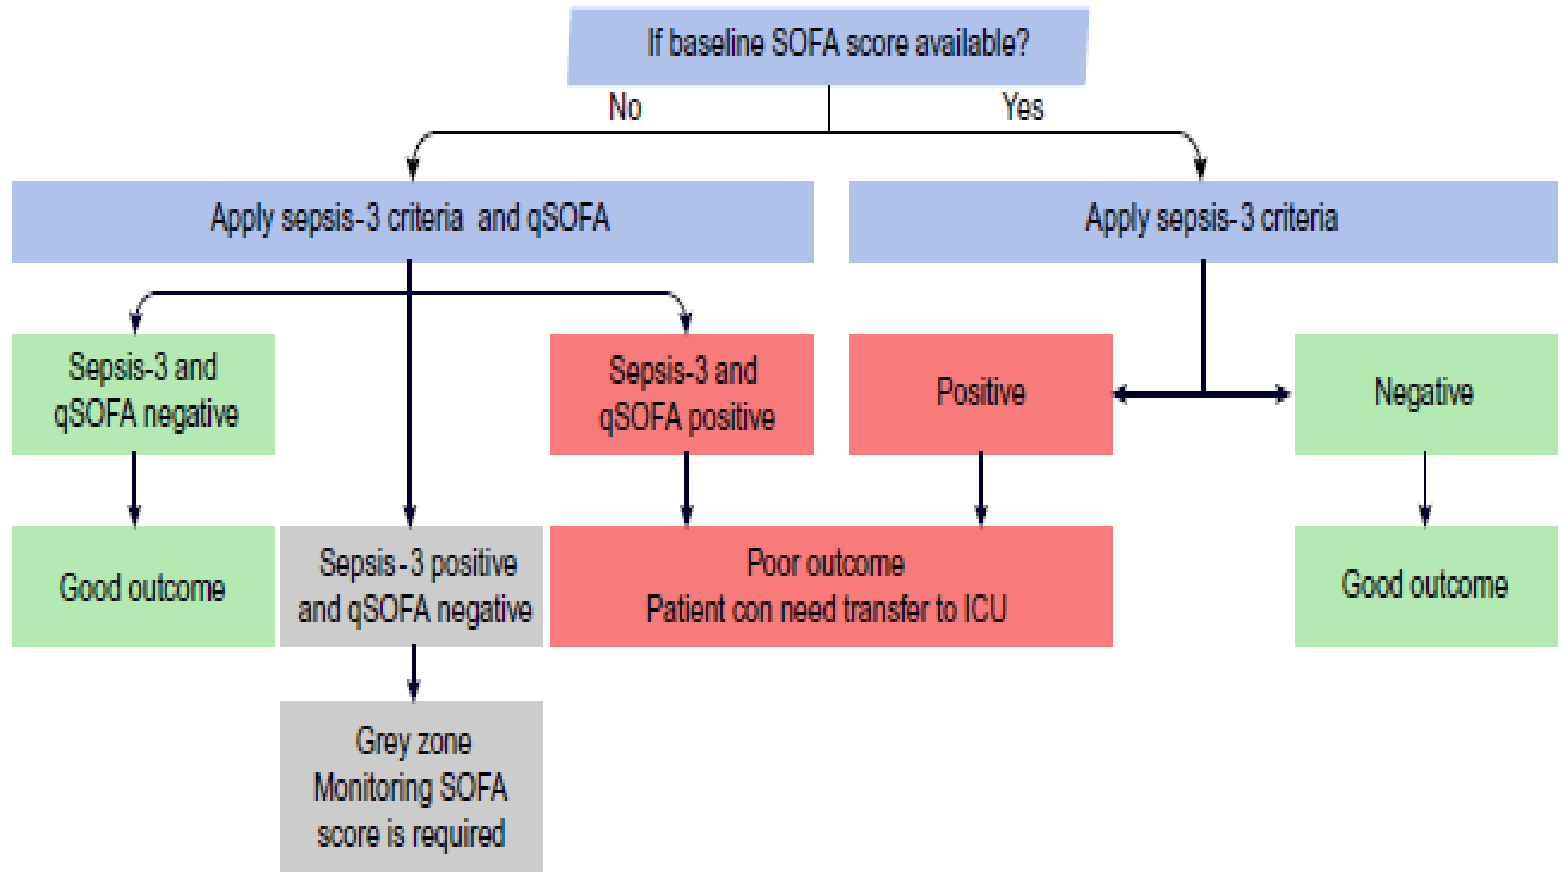 If baseline SOFA score available?
No
Yes
Apply sepsis-3 criteria and qSOFA
Apply sepsis-3 criteria
Sepsis-3 and
qSOFA negative
Sepsis-3 and
qSOFA positive
Positive
Negative
Good outcome
Sepsis-3 positive
and qSOFA negative
Poor outcome
Patient con need transfer to ICU
Good outcome
Grey zone
Monitoring SOFA
score is required